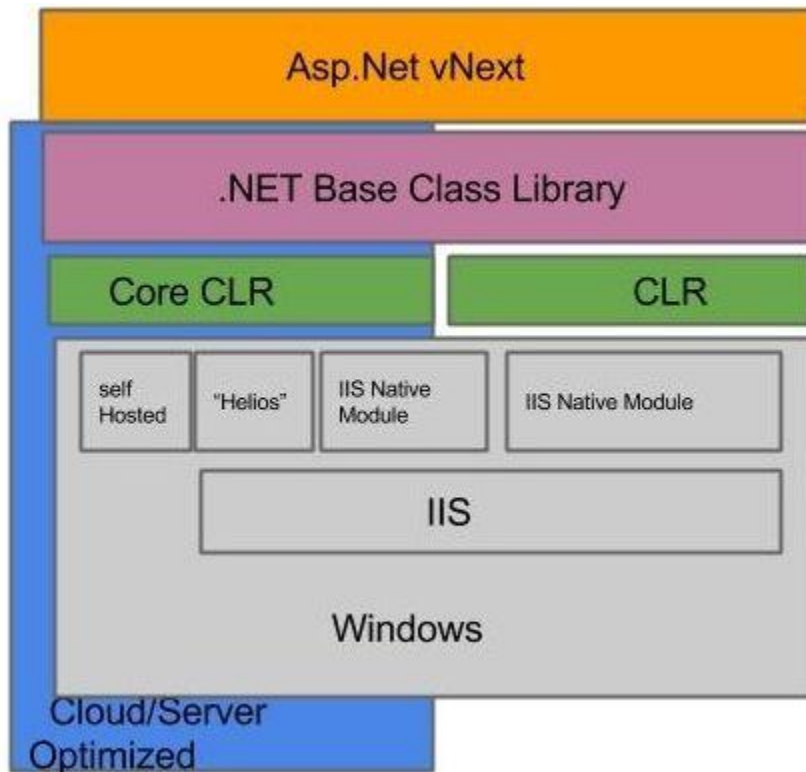 Asp.Net vNext
.NET Base Class Library
Core CLR
CLR
self
Hosted
“Helios”
IIS Native
Module
IIS Native Module
IIS
Windows
Cloud/Server
Optimized